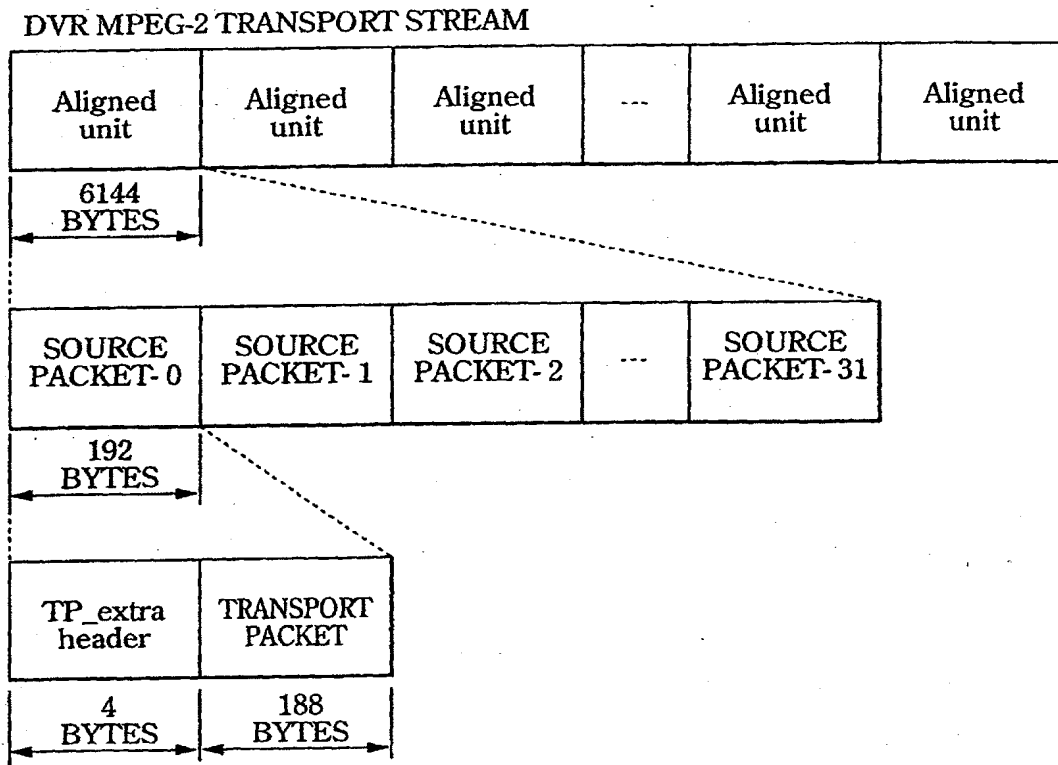 DVR MPEG-2 TRANSPORT STREAM
Aligned
unit
Aligned
unit
Aligned
unit
---
Aligned
unit
Aligned
unit
6144
BYTES
SOURCE
PACKET-0
SOURCE
PACKET-1
SOURCE
PACKET-2
---
SOURCE
PACKET-31
192
BYTES
TP_extra
header
TRANSPORT
PACKET
4
BYTES
188
BYTES